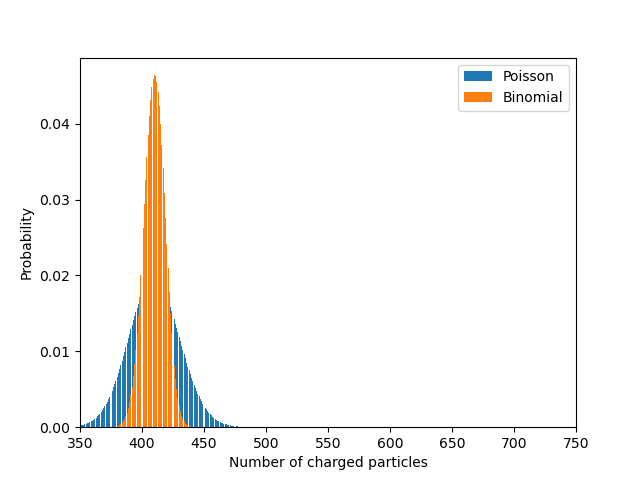 Poisson
Binomial
0.04
0.03
0.02
0.01
0.00
Probability
350 400 450 500 550 600 650 700 750
Number of charged particles